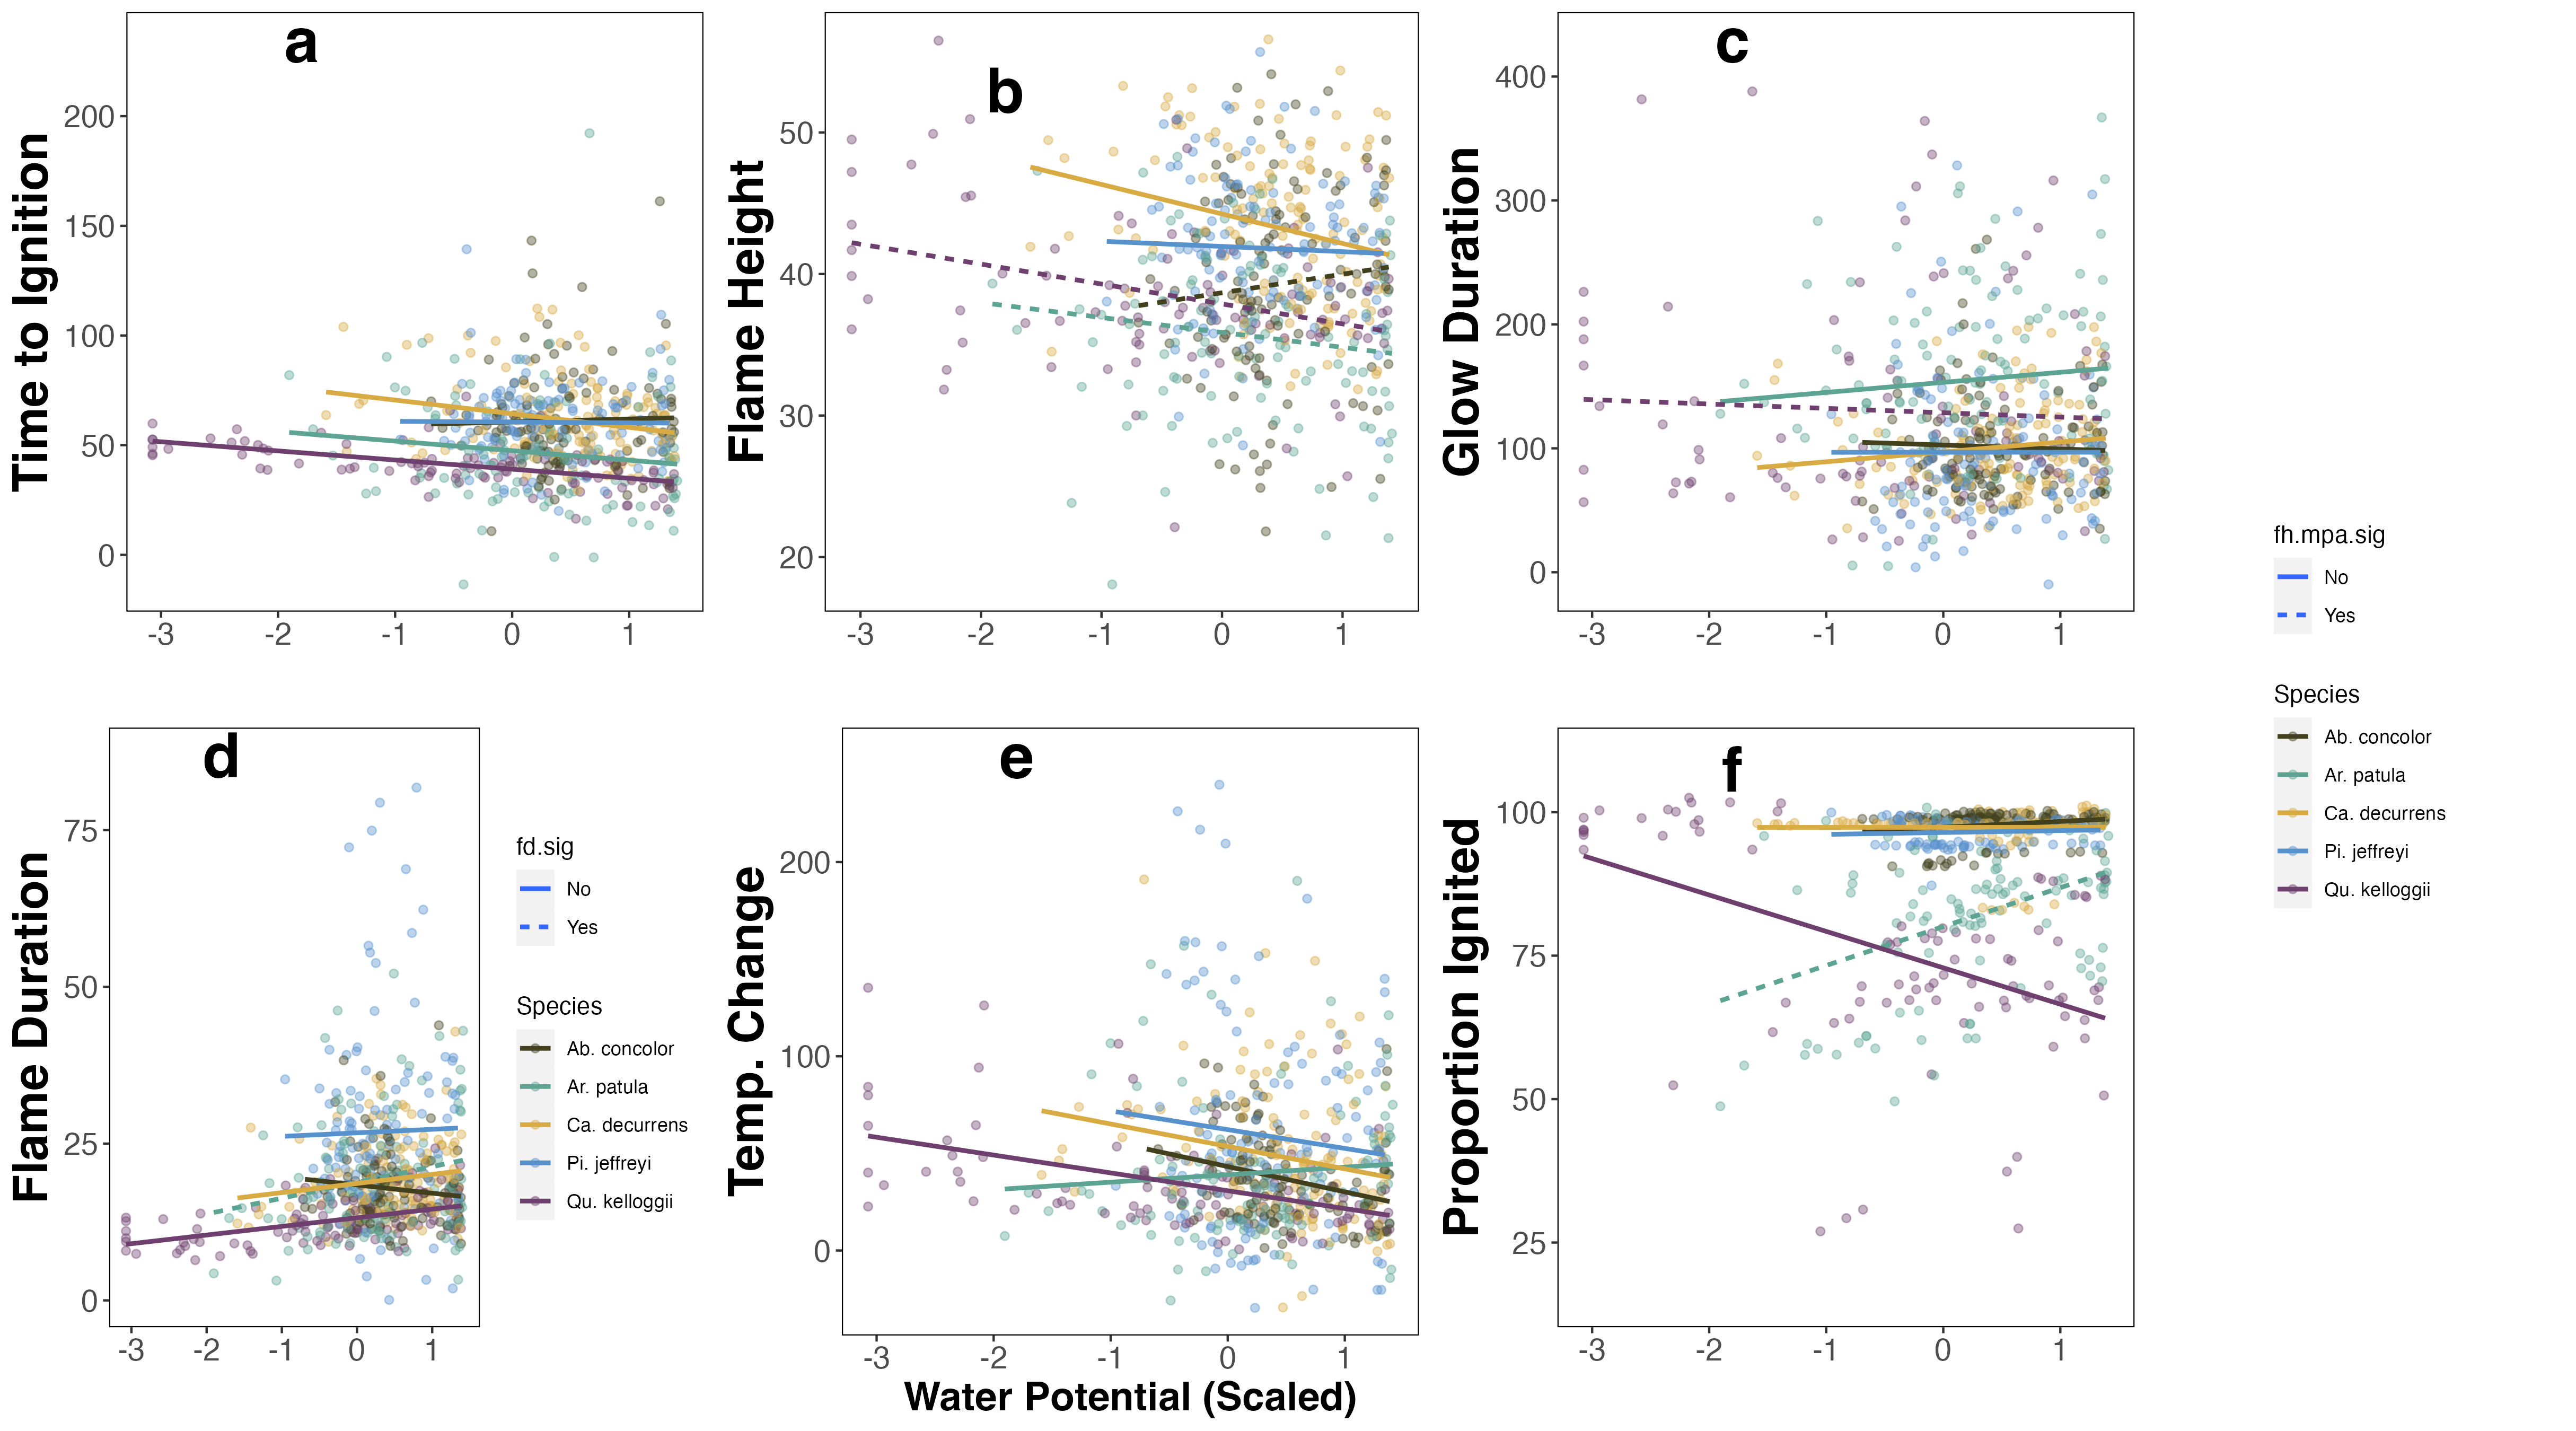 a
Time to Ignition
200
150
100
50
0
-3 -2 -1 0 1
b
Flame Height
50
40
30
20
-3 -2 -1 0 1
c
Glow Duration
400
300
200
100
0
-3 -2 -1 0 1
fh.mpa.sig
No
Yes
Species
Ab. concolor
Ar. patula
Ca. decurrens
Pi. jeffreyi
Qu. kelloggii
d
Flame Duration
75
50
25
0
-3 -2 -1 0 1
fd.sig
No
Yes
Species
Ab. concolor
Ar. patula
Ca. decurrens
Pi. jeffreyi
Qu. kelloggii
e
Temp. Change
200
100
0
-3 -2 -1 0 1
Water Potential (Scaled)
f
Proportion Ignited
100
75
50
25
-3 -2 -1 0 1